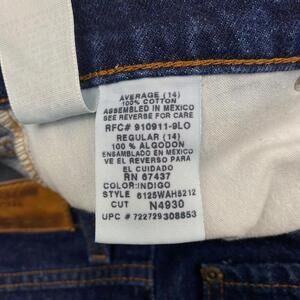 AVERAGE (14)
100% COTTON
ASSEMBLED IN MEXICO
SEE REVERSE FOR CARE
RFC# 910911-9LO
REGULAR (14)
100 % ALGODON
ENSAMBLADO EN MEXICO
VE EL REVERSO PARA
EL CUIDADO
RN 67437
COLOR:INDIGO
STYLE 6125WAH8212
CUT N4930
UPC # 722729308853